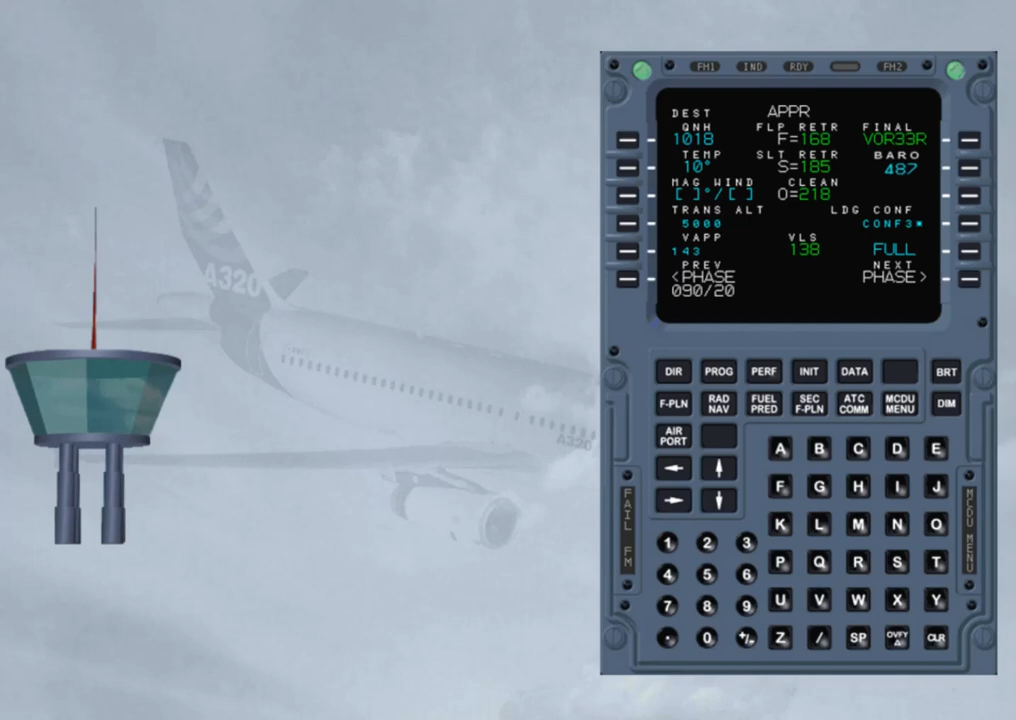 A320
A320
FM1 IND RDY FM2
DEST APPR
QNH FLP RETR FINAL
1018 F=168 VOR33R
TEMP SLT RETR BARO
10° S=185 487
MAG WIND CLEAN
[ ]°/[ ] O=218
TRANS ALT LDG CONF
5000 CONF3*
VAPP VLS
143 138 FULL
PREV NEXT
<PHASE PHASE>
090/20
DIR PROG PERF INIT DATA BRT
F-PLN RAD NAV FUEL PRED SEC F-PLN ATC COMM MCDU MENU DIM
AIR PORT
A B C D E
F G H I J
K L M N O
1 2 3
P Q R S T
4 5 6
U V W X Y
7 8 9
Z / SP OVFY Δ CLR
. 0 +/-
FAIL FM
MCDU MENU